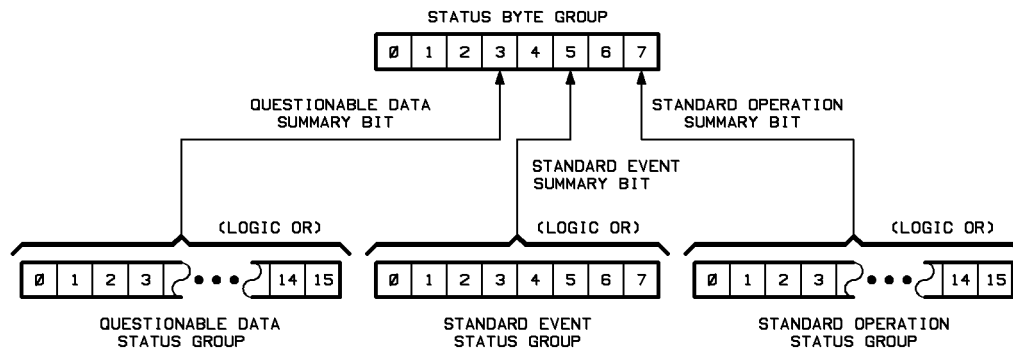 STATUS BYTE GROUP
Ø 1 2 3 4 5 6 7
QUESTIONABLE DATA
SUMMARY BIT
STANDARD OPERATION
SUMMARY BIT
STANDARD EVENT
SUMMARY BIT
(LOGIC OR) (LOGIC OR) (LOGIC OR)
Ø 1 2 3 ••• 14 15
Ø 1 2 3 4 5 6 7
Ø 1 2 3 ••• 14 15
QUESTIONABLE DATA
STATUS GROUP
STANDARD EVENT
STATUS GROUP
STANDARD OPERATION
STATUS GROUP